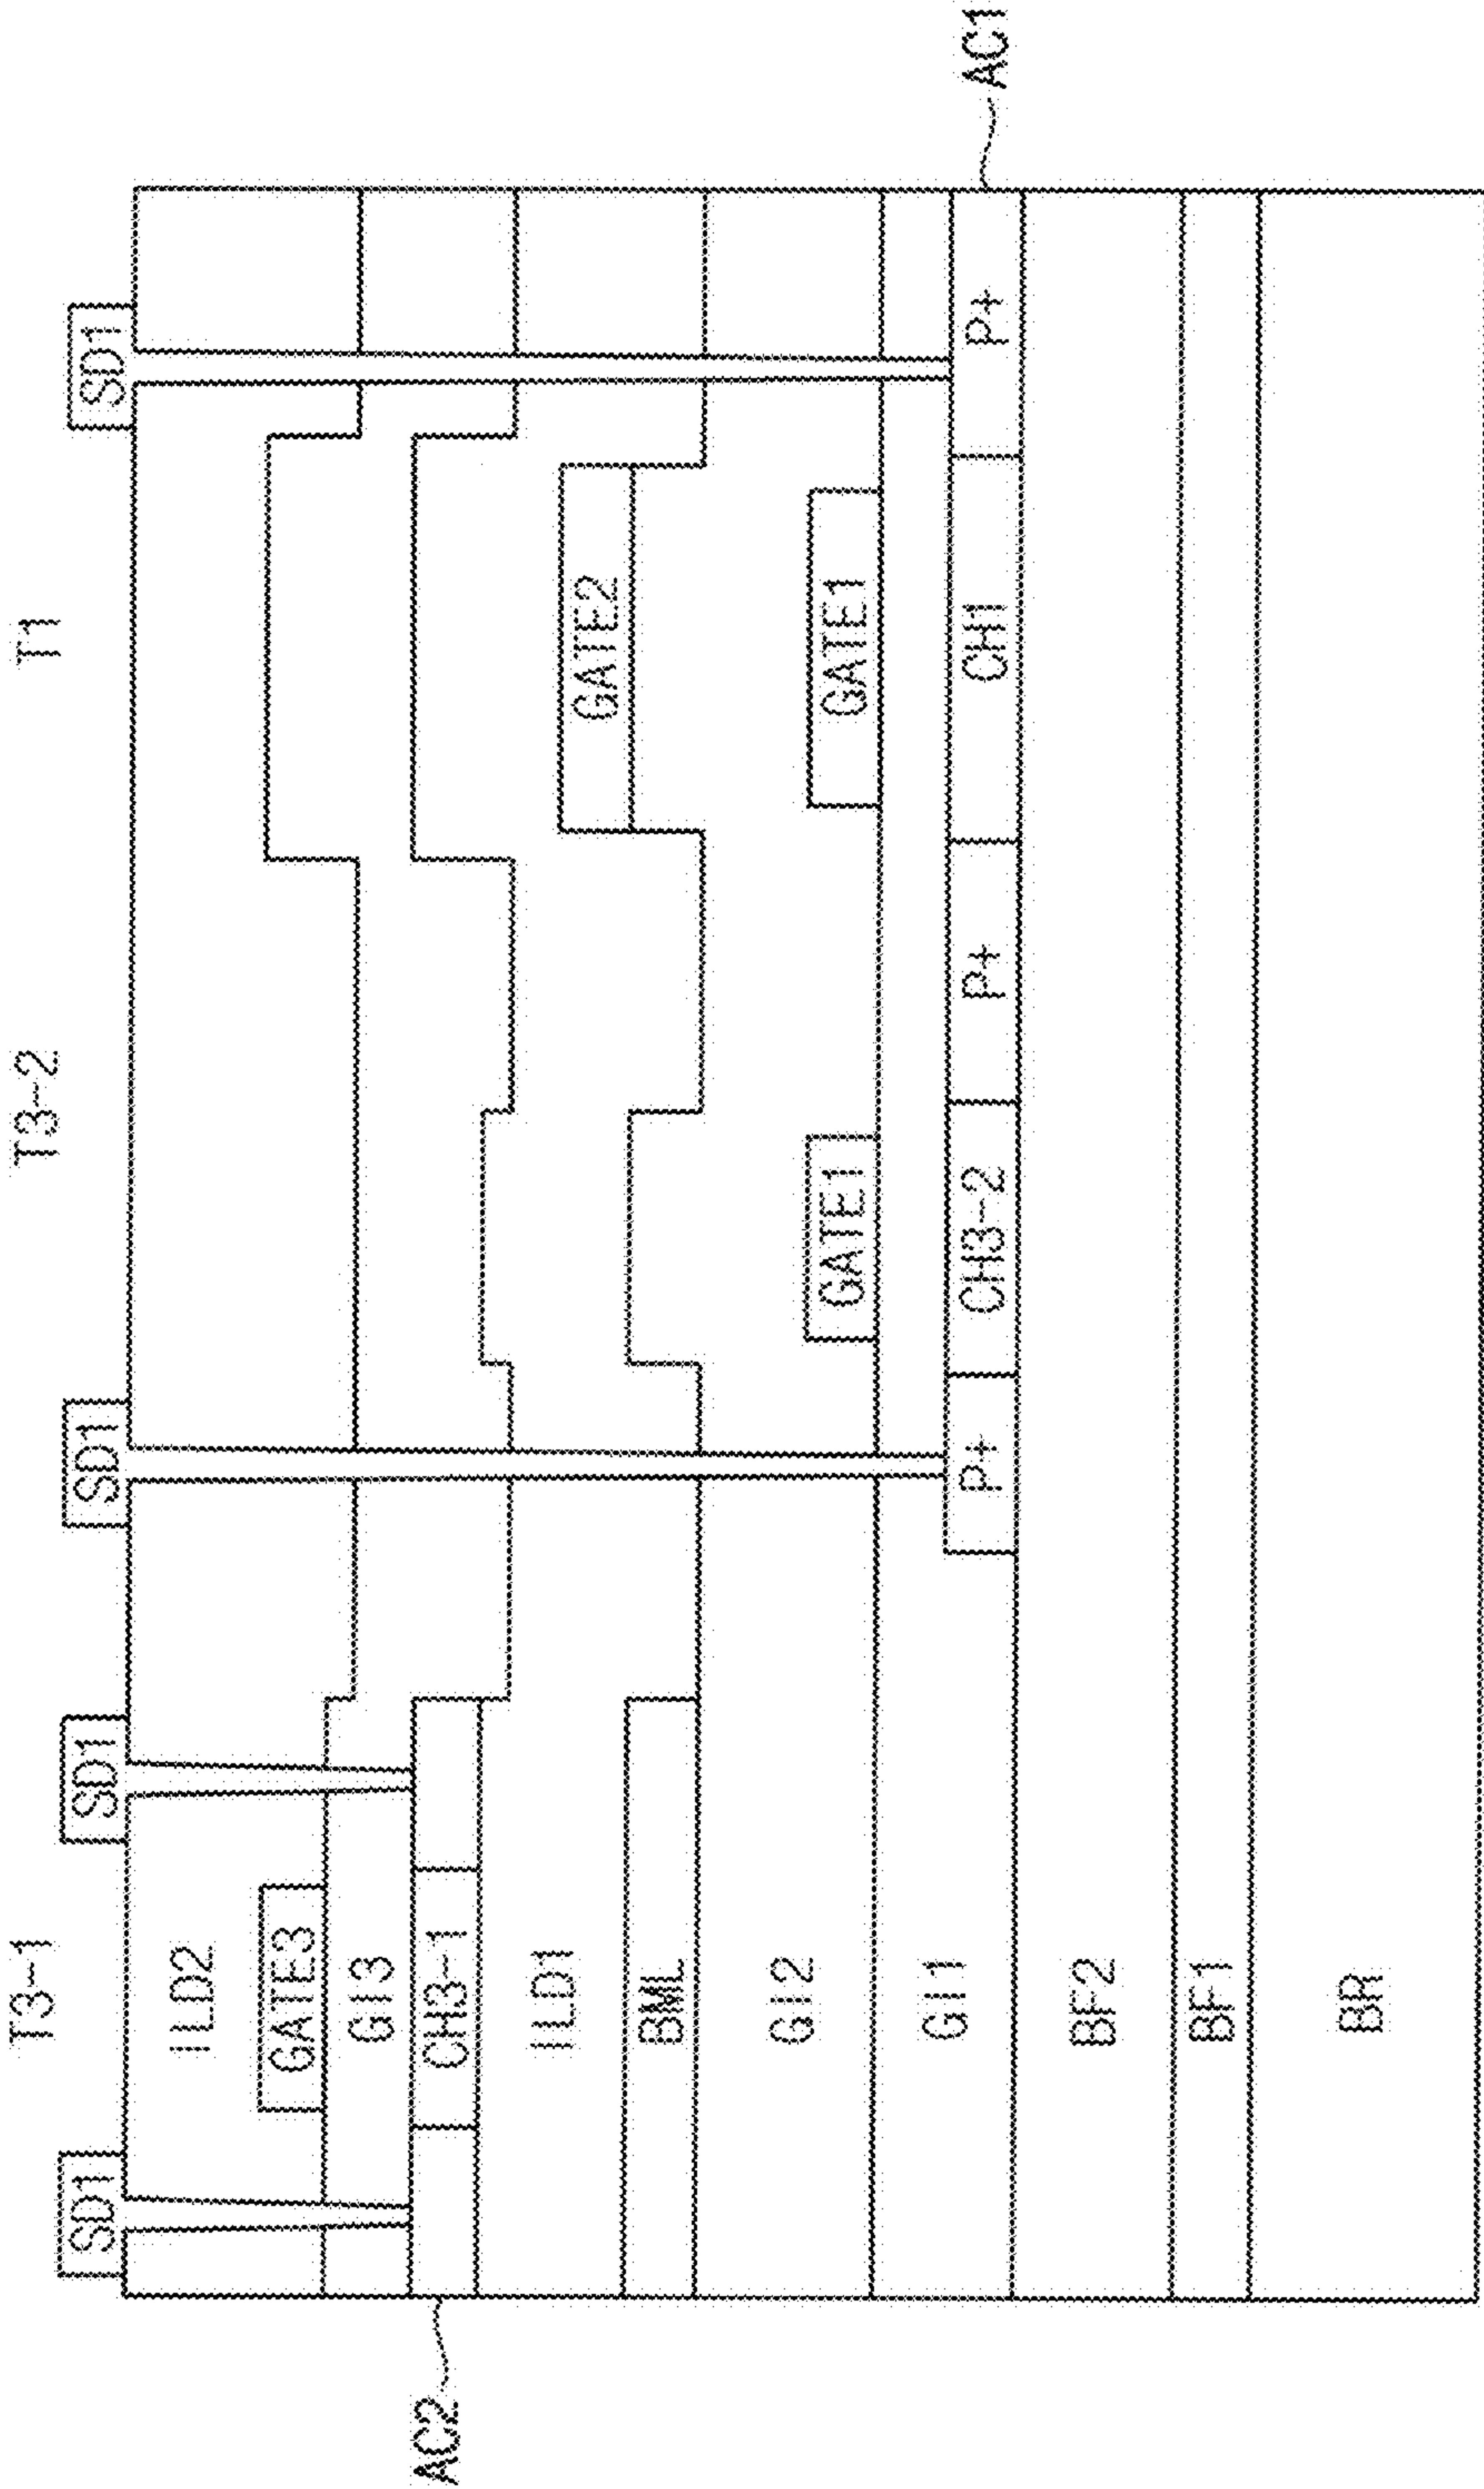 T3-1 T3-2 T1
SD1 SD1 SD1 SD1
ILD2
GATE3
GI3
AC2 CH3-1
ILD1 GATE2
BML
GI2 GATE1 GATE1
GI1 P+ CH3-2 P+ CH1 P+ AC1
BF2
BF1
BR